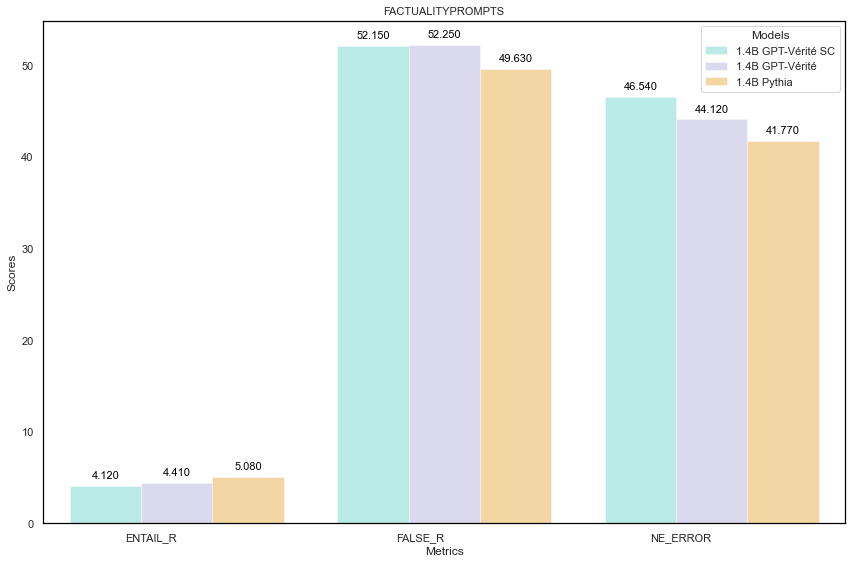 FACTUALITYPROMPTS
Models
1.4B GPT-Vérité SC
1.4B GPT-Vérité
1.4B Pythia
Scores
50
40
30
20
10
0
4.120
4.410
5.080
52.150
52.250
49.630
46.540
44.120
41.770
ENTAIL_R
FALSE_R
NE_ERROR
Metrics